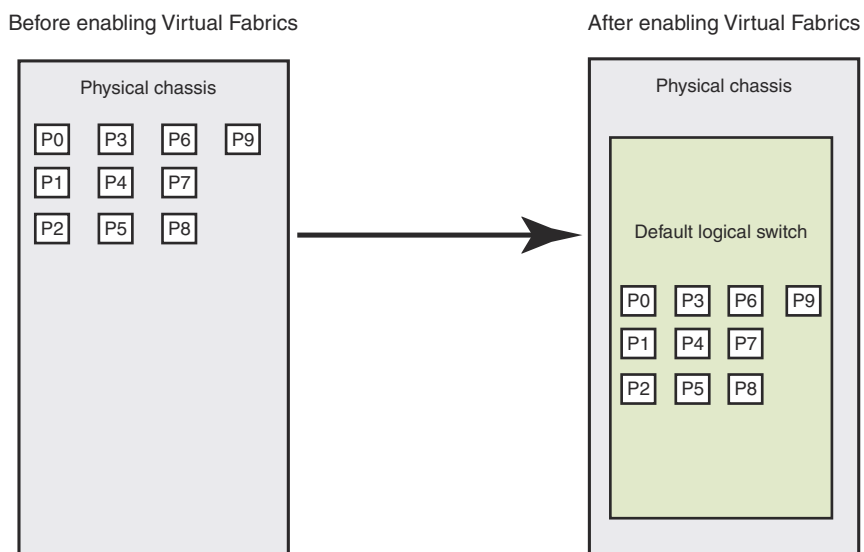 Before enabling Virtual Fabrics
Physical chassis
P0 P3 P6 P9
P1 P4 P7
P2 P5 P8
After enabling Virtual Fabrics
Physical chassis
Default logical switch
P0 P3 P6 P9
P1 P4 P7
P2 P5 P8